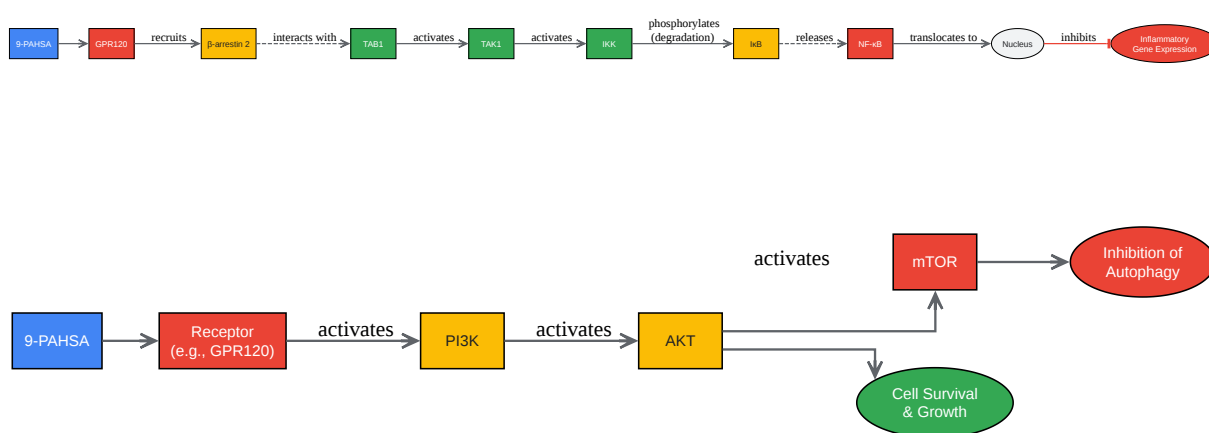 9-PAHSA
GPR120
recruits
β-arrestin 2
interacts with
TAB1
activates
TAK1
activates
IKK
phosphorylates
(degradation)
IκB
releases
NF-κB
translocates to
Nucleus
inhibits
Inflammatory
Gene Expression
9-PAHSA
Receptor
(e.g., GPR120)
activates
PI3K
activates
AKT
activates
mTOR
Inhibition of
Autophagy
Cell Survival
& Growth